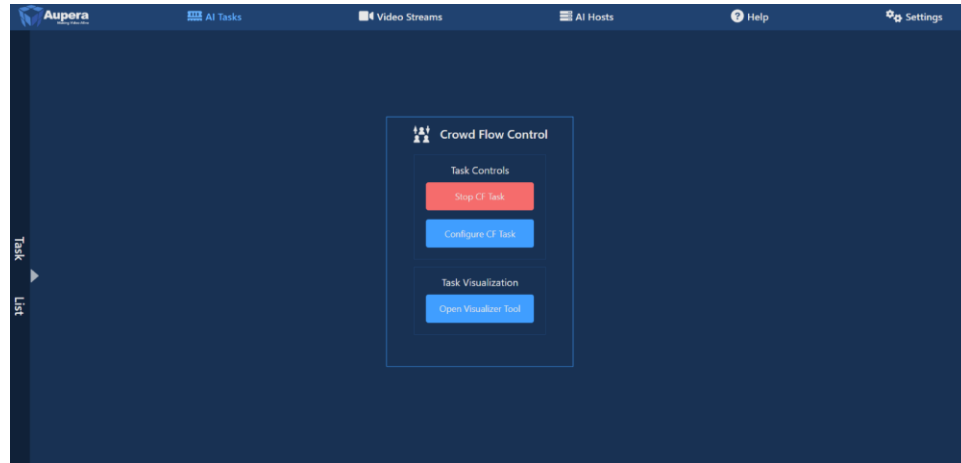 Aupera
AI Tasks
Video Streams
AI Hosts
Help
Settings
Task List
Crowd Flow Control
Task Controls
Stop CF Task
Configure CF Task
Task Visualization
Open Visualizer Tool